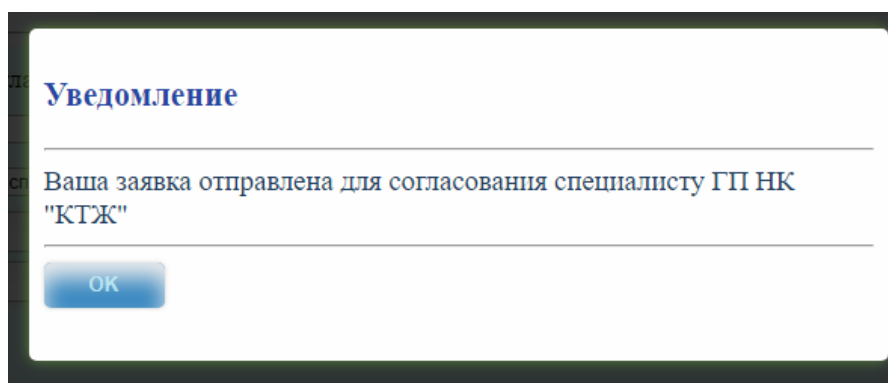 Уведомление
Ваша заявка отправлена для согласования специалисту ГП НК
"КТЖ"
OK